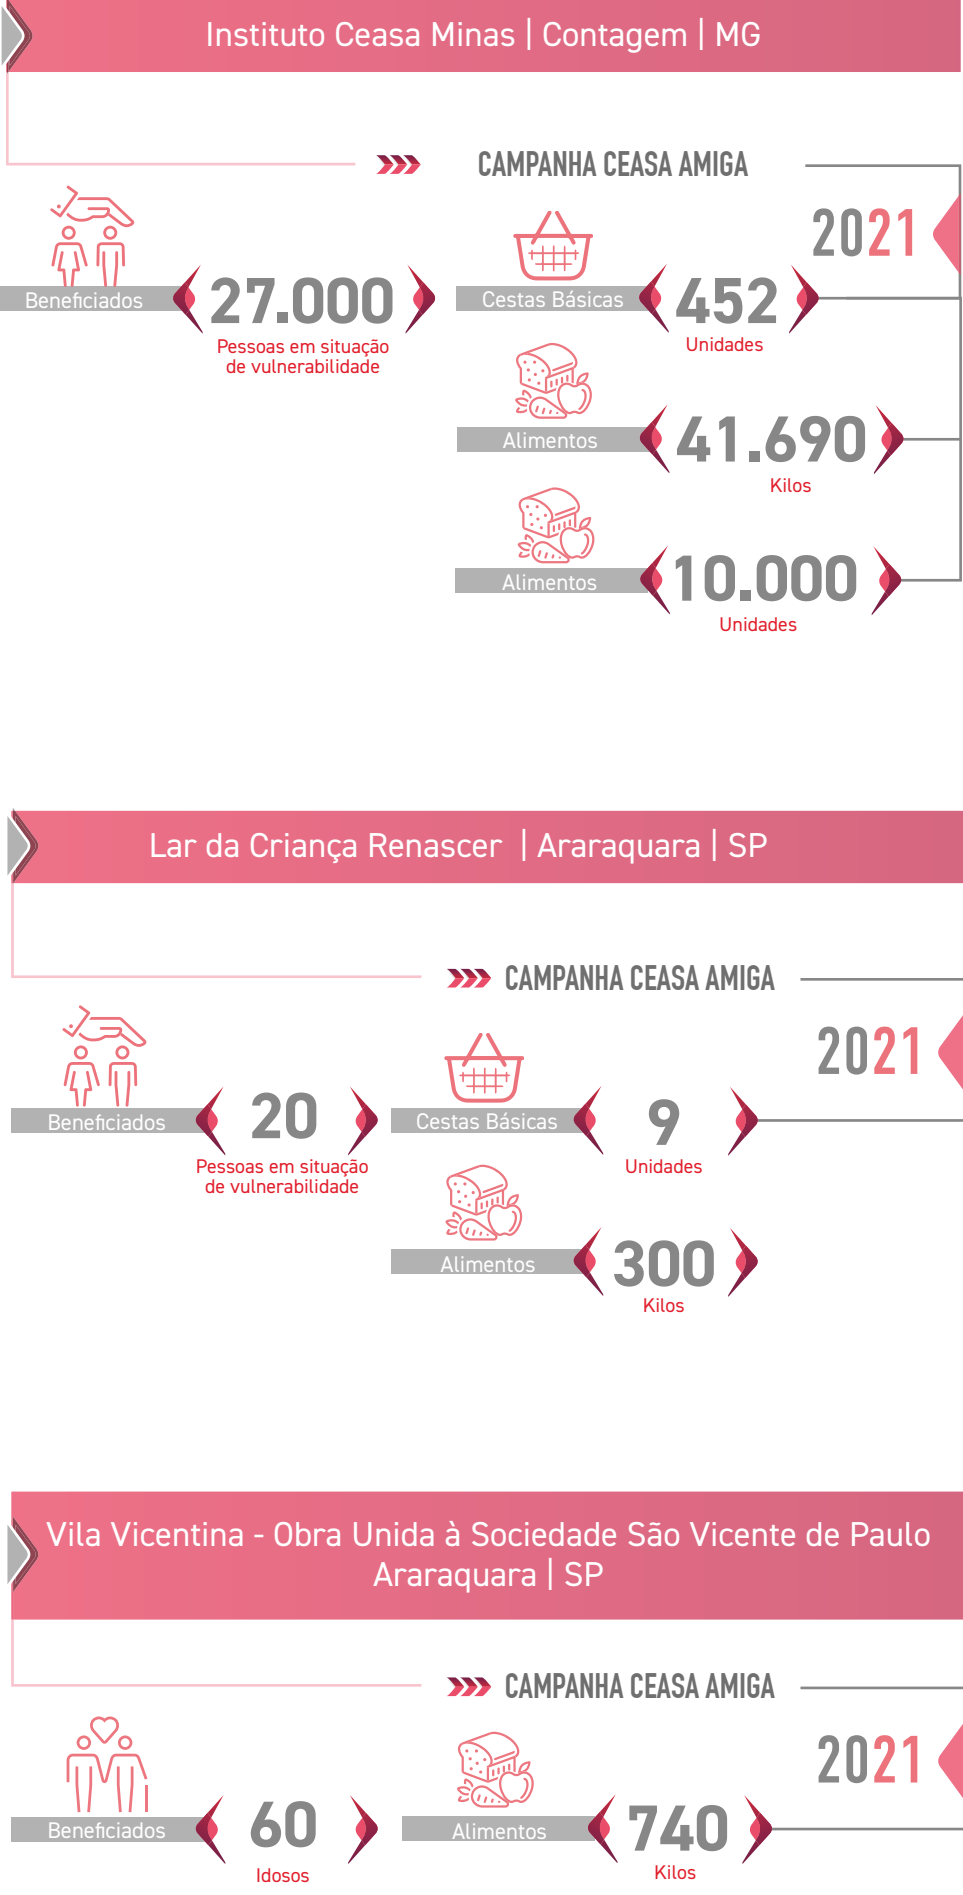 Instituto Ceasa Minas | Contagem | MG
CAMPANHA CEASA AMIGA
2021
Beneficiados
27.000
Pessoas em situação
de vulnerabilidade
Cestas Básicas
452
Unidades
Alimentos
41.690
Kilos
Alimentos
10.000
Unidades
Lar da Criança Renascer | Araraquara | SP
CAMPANHA CEASA AMIGA
2021
Beneficiados
20
Pessoas em situação
de vulnerabilidade
Cestas Básicas
9
Unidades
Alimentos
300
Kilos
Vila Vicentina - Obra Unida à Sociedade São Vicente de Paulo
Araraquara | SP
CAMPANHA CEASA AMIGA
2021
Beneficiados
60
Idosos
Alimentos
740
Kilos